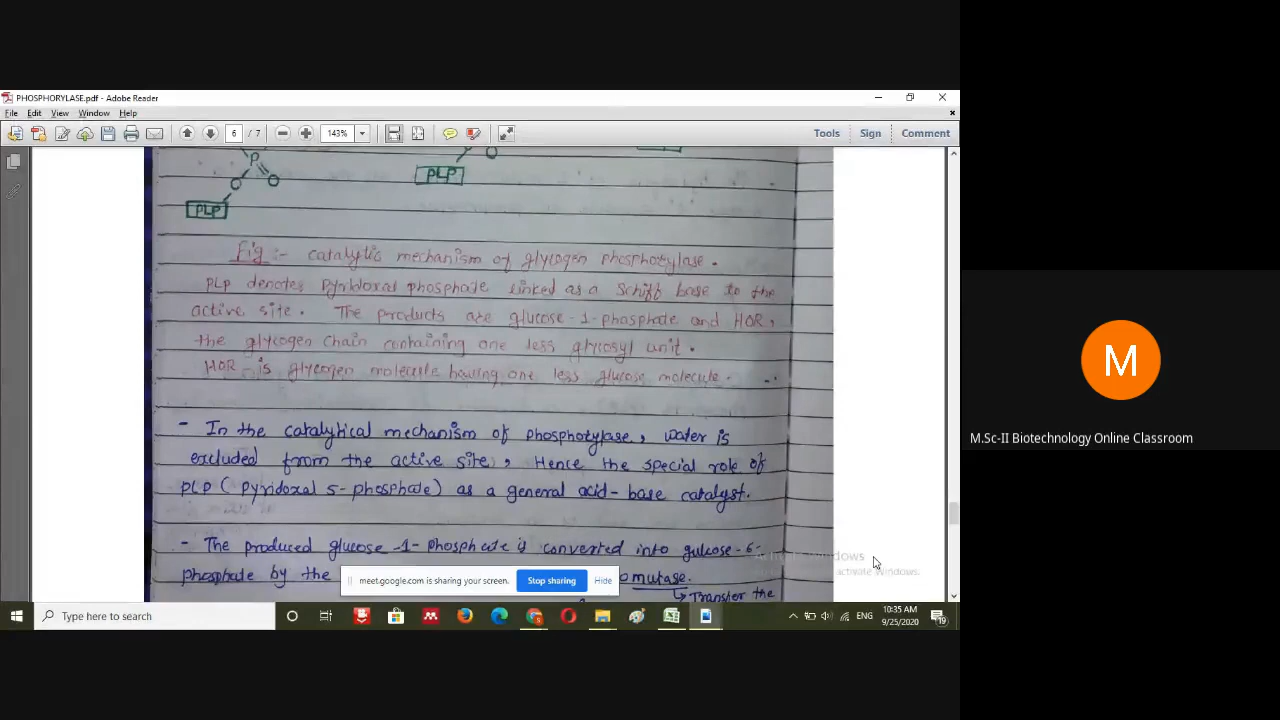 PHOSPHORYLASE.pdf - Adobe Reader
File Edit View Window Help
6 / 7 143% Tools Sign Comment
P
O O O
PLP
PLP
Fig :- catalytic mechanism of glycogen phosphorylase.
PLP denotes pyridoxal phosphate linked as a Schiff base to the
active site. The products are glucose-1-phosphate and HOR,
the glycogen chain containing one less glycosyl unit.
HOR is glycogen molecule having one less glucose molecule.
- In the catalytical mechanism of phosphorylase, water is
excluded from the active site, Hence the special role of
PLP (pyridoxal 5-phosphate) as a general acid-base catalyst.
- The produced glucose-1-phosphate is converted into gulcose-6-
phosphate by the omutase.
↳ Transfer the
meet.google.com is sharing your screen. Stop sharing Hide
Type here to search
ENG
10:35 AM
9/25/2020
19
M
M.Sc-II Biotechnology Online Classroom